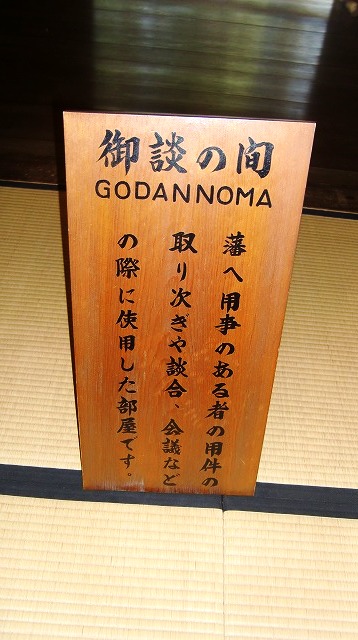 御談の間
GODANNOMA
藩へ用事のある者の用件の
取り次ぎや談合、会議など
の際に使用した部屋です。